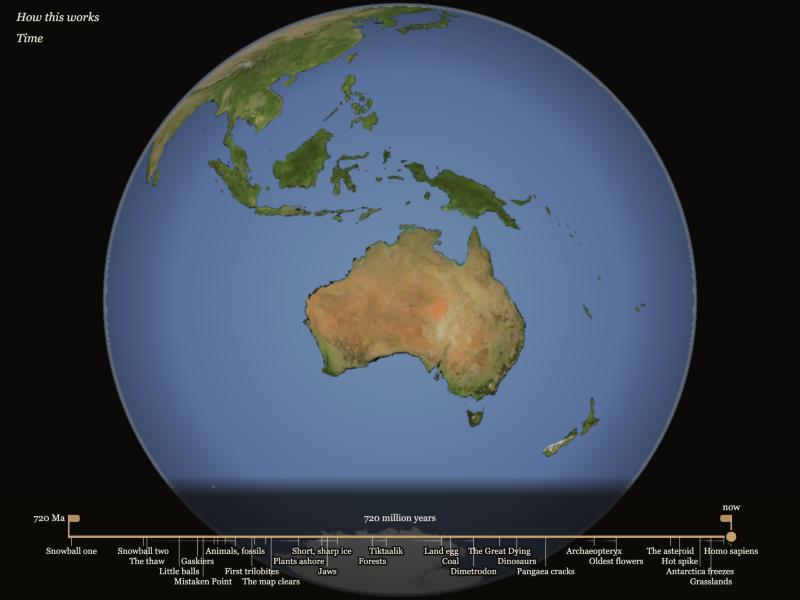 How this works
Time
now
720 Ma
720 million years
Snowball one
Snowball two
Animals, fossils
Short, sharp ice
Tiktaalik
Land egg
The Great Dying
Archaeopteryx
The asteroid
Homo sapiens
The thaw
Gaskiers
Plants ashore
Forests
Coal
Dinosaurs
Oldest flowers
Hot spike
Little balls
First trilobites
Jaws
Dimetrodon
Pangaea cracks
Antarctica freezes
Mistaken Point
The map clears
Grasslands